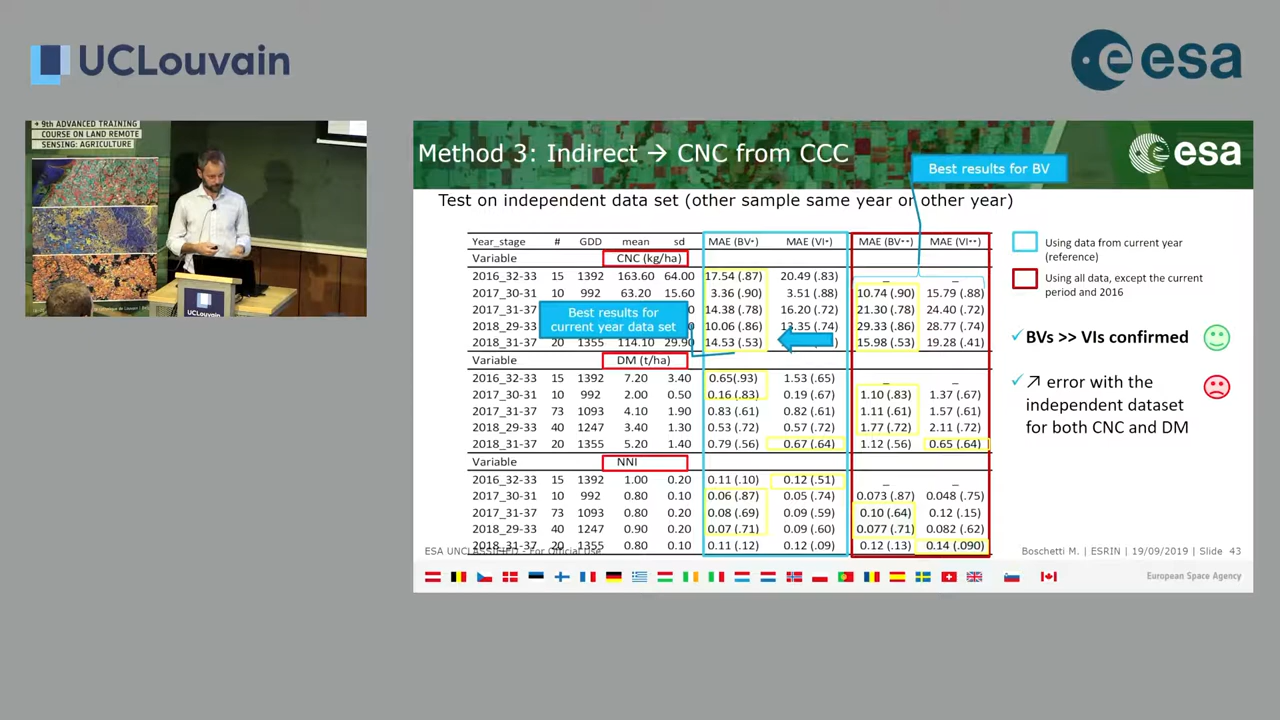 UCLouvain
esa
→ 9th ADVANCED TRAINING
COURSE ON LAND REMOTE
SENSING: AGRICULTURE
UCLouvain
Method 3: Indirect → CNC from CCC
esa
Best results for BV
Test on independent data set (other sample same year or other year)
Year_stage # GDD mean sd MAE (BV*) MAE (VI*) MAE (BV**) MAE (VI**)
Variable CNC (kg/ha)
2016_32-33 15 1392 163.60 64.00 17.54 (.87) 20.49 (.83) _ _
2017_30-31 10 992 63.20 15.60 3.36 (.90) 3.51 (.88) 10.74 (.90) 15.79 (.88)
2017_31-37 14.38 (.78) 16.20 (.72) 21.30 (.78) 24.40 (.72)
2018_29-33 10.06 (.86) 13.35 (.74) 29.33 (.86) 28.77 (.74)
2018_31-37 20 1355 114.10 29.90 14.53 (.53) 15.98 (.53) 19.28 (.41)
Best results for
current year data set
Variable DM (t/ha)
2016_32-33 15 1392 7.20 3.40 0.65(.93) 1.53 (.65) _ _
2017_30-31 10 992 2.00 0.50 0.16 (.83) 0.19 (.67) 1.10 (.83) 1.37 (.67)
2017_31-37 73 1093 4.10 1.90 0.83 (.61) 0.82 (.61) 1.11 (.61) 1.57 (.61)
2018_29-33 40 1247 3.40 1.30 0.53 (.72) 0.57 (.72) 1.77 (.72) 2.11 (.72)
2018_31-37 20 1355 5.20 1.40 0.79 (.56) 0.67 (.64) 1.12 (.56) 0.65 (.64)
Variable NNI
2016_32-33 15 1392 1.00 0.20 0.11 (.10) 0.12 (.51) _ _
2017_30-31 10 992 0.80 0.10 0.06 (.87) 0.05 (.74) 0.073 (.87) 0.048 (.75)
2017_31-37 73 1093 0.80 0.20 0.08 (.69) 0.09 (.59) 0.10 (.64) 0.12 (.15)
2018_29-33 40 1247 0.90 0.20 0.07 (.71) 0.09 (.60) 0.077 (.71) 0.082 (.62)
2018_31-37 20 1355 0.80 0.10 0.11 (.12) 0.12 (.09) 0.12 (.13) 0.14 (.090)
Using data from current year
(reference)
Using all data, except the current
period and 2016
✓BVs >> VIs confirmed
✓↗ error with the
independent dataset
for both CNC and DM
ESA UNCLASSIFIED - For Official Use
Boschetti M. | ESRIN | 19/09/2019 | Slide 43
European Space Agency